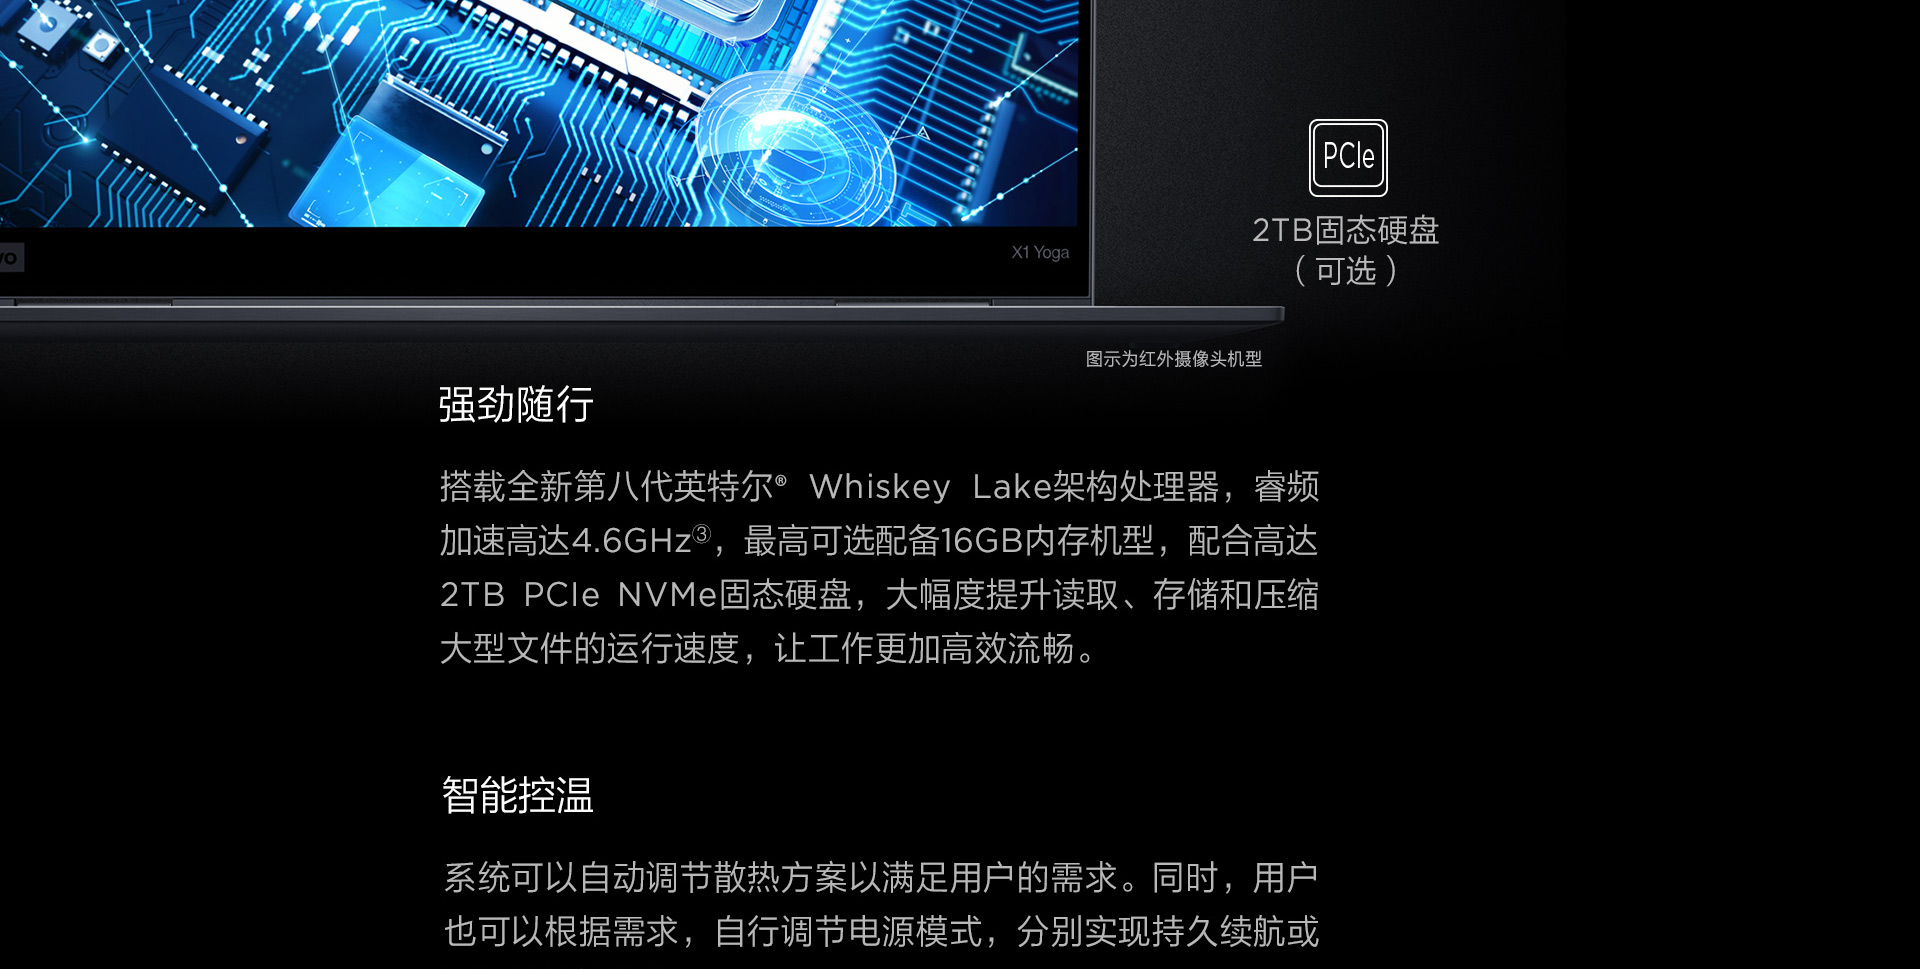 PCIe
2TB固态硬盘
（可选）
X1 Yoga
图示为红外摄像头机型
强劲随行
搭载全新第八代英特尔® Whiskey Lake架构处理器，睿频
加速高达4.6GHz③，最高可选配备16GB内存机型，配合高达
2TB PCIe NVMe固态硬盘，大幅度提升读取、存储和压缩
大型文件的运行速度，让工作更加高效流畅。
智能控温
系统可以自动调节散热方案以满足用户的需求。同时，用户
也可以根据需求，自行调节电源模式，分别实现持久续航或